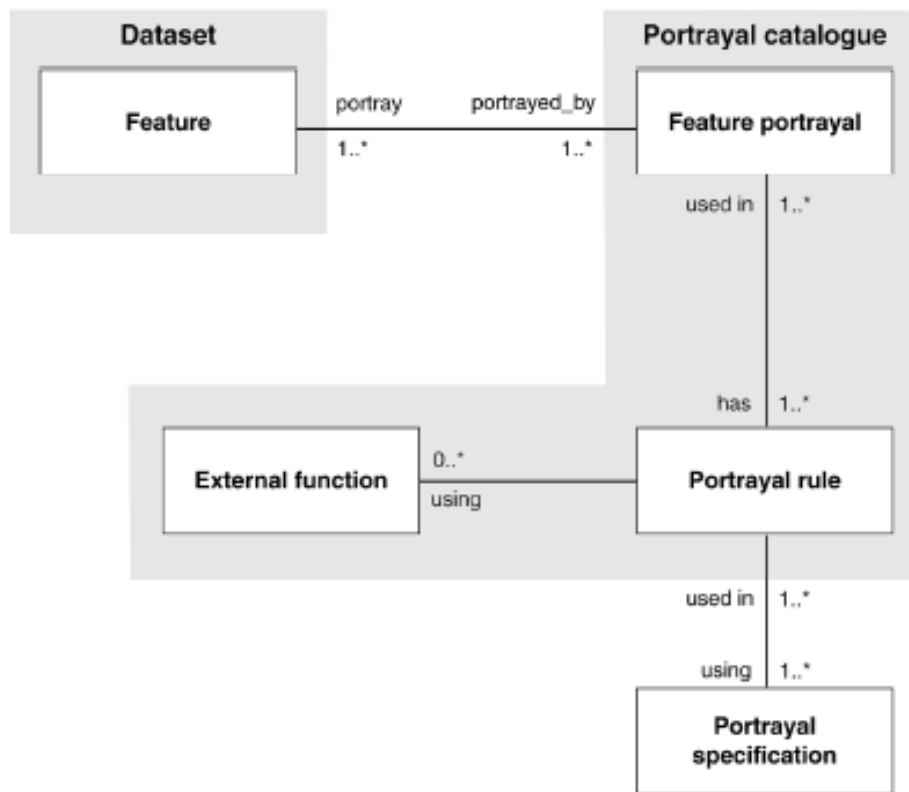 Dataset
Portrayal catalogue
Feature
portray
portrayed_by
1..*
1..*
Feature portrayal
used in
1..*
has
1..*
External function
0..*
using
Portrayal rule
used in
1..*
using
1..*
Portrayal
specification